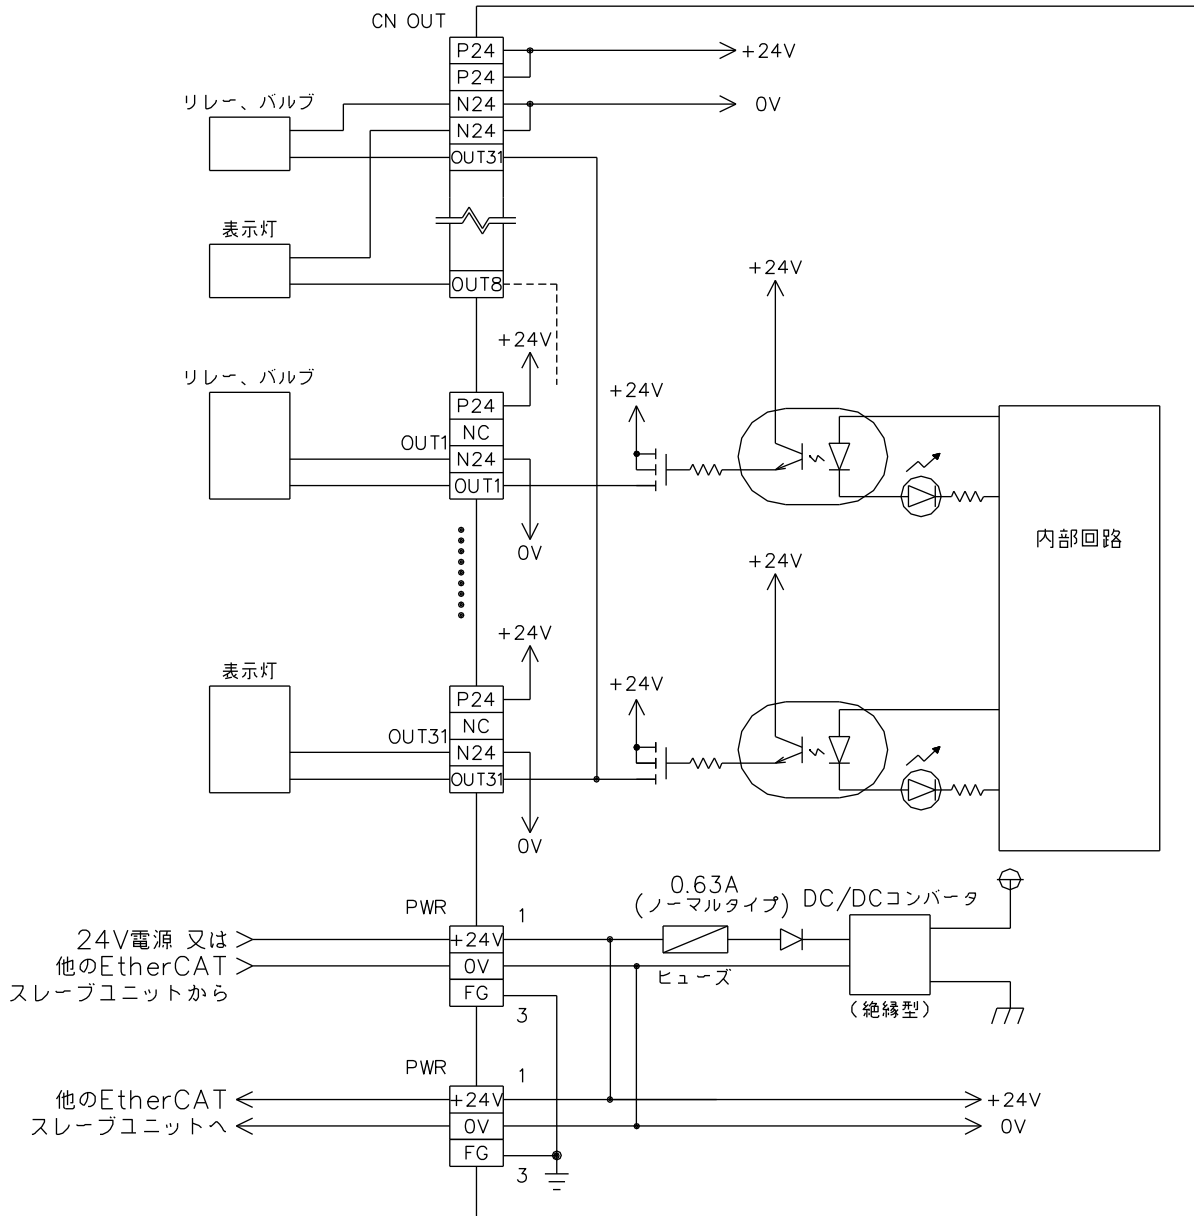 CN OUT
P24
+24V
P24
リレー、バルブ
N24
0V
N24
OUT31
表示灯
OUT8
+24V
+24V
リレー、バルブ
+24V
P24
NC
OUT1
N24
OUT1
0V
内部回路
+24V
+24V
表示灯
+24V
P24
NC
OUT31
N24
OUT31
0V
0.63A
(ノーマルタイプ)
DC/DCコンバータ
PWR
1
24V電源 又は
+24V
他のEtherCAT
0V
ヒューズ
スレーブユニットから
FG
3
(絶縁型)
PWR
1
他のEtherCAT
+24V
+24V
スレーブユニットへ
0V
0V
FG
3